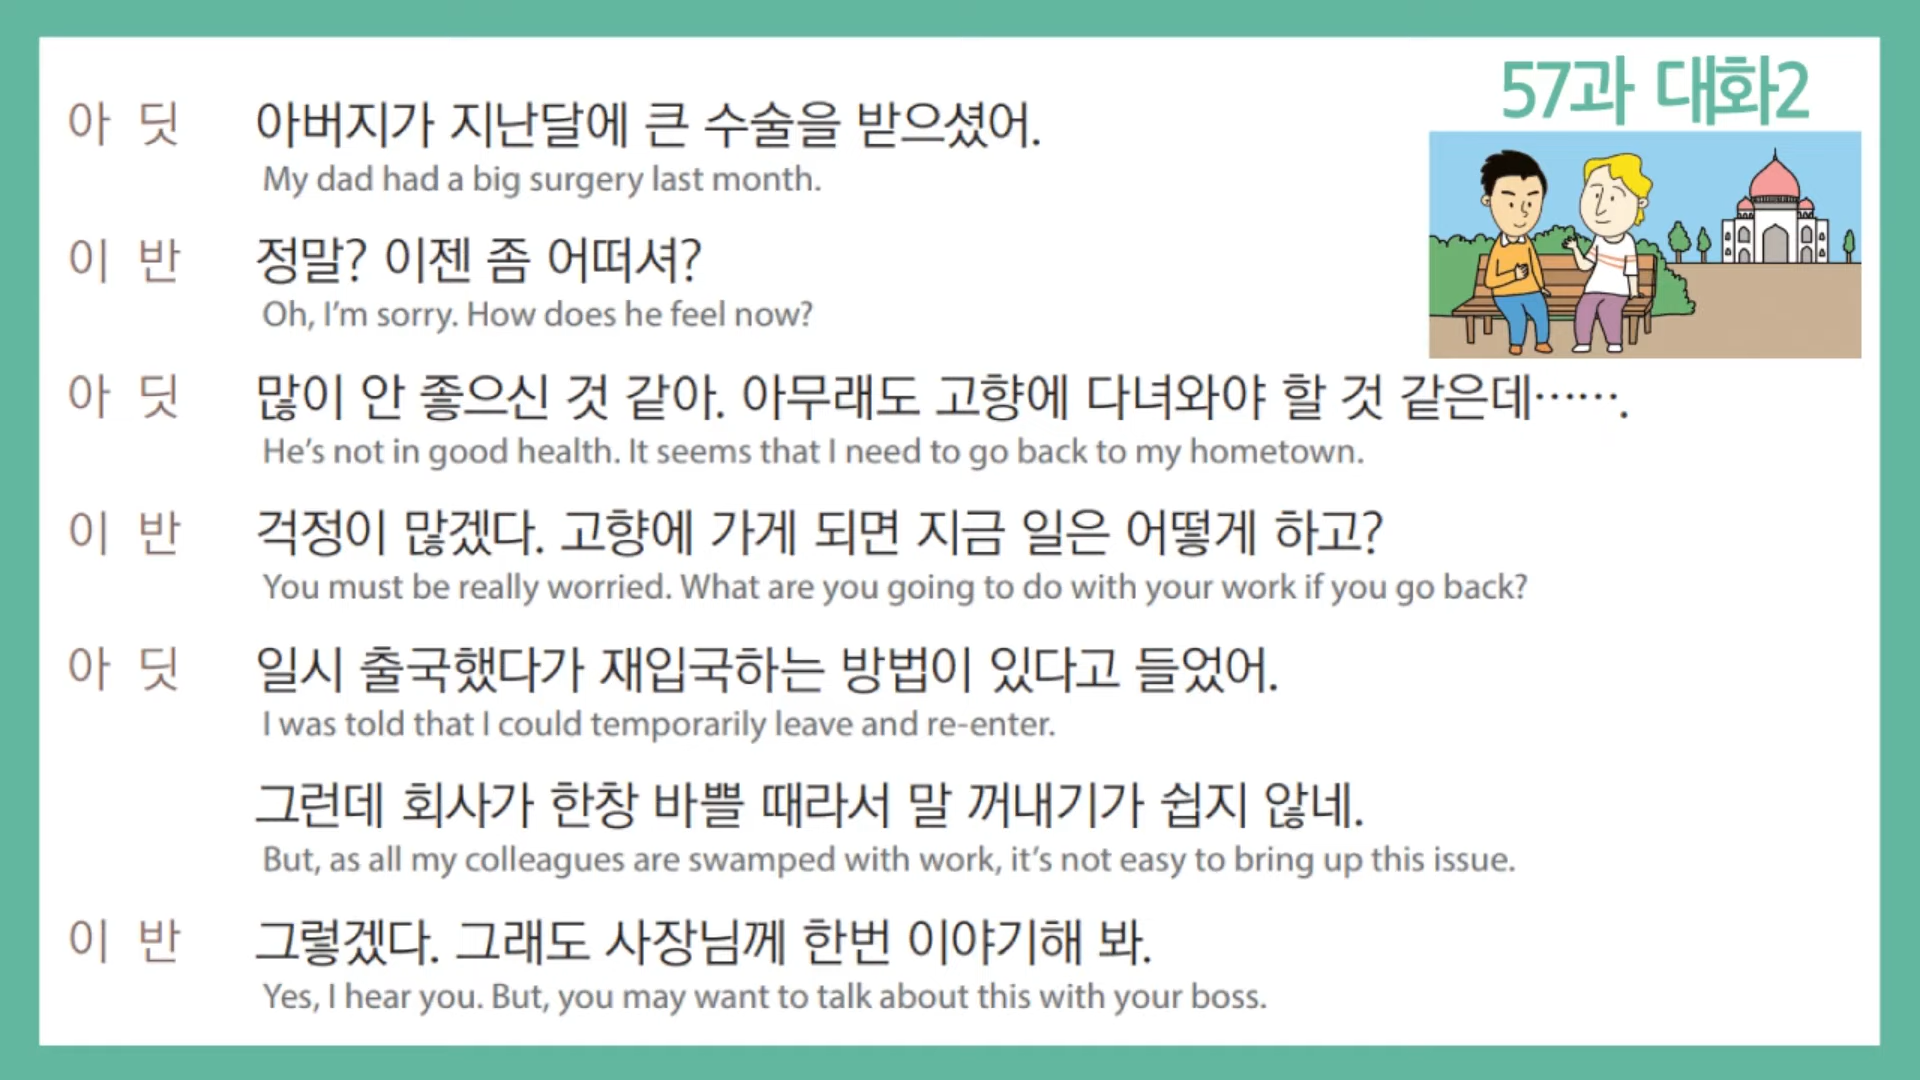 57과 대화2
아 딧 아버지가 지난달에 큰 수술을 받으셨어.
My dad had a big surgery last month.
이 반 정말? 이젠 좀 어떠셔?
Oh, I'm sorry. How does he feel now?
아 딧 많이 안 좋으신 것 같아. 아무래도 고향에 다녀와야 할 것 같은데…….
He's not in good health. It seems that I need to go back to my hometown.
이 반 걱정이 많겠다. 고향에 가게 되면 지금 일은 어떻게 하고?
You must be really worried. What are you going to do with your work if you go back?
아 딧 일시 출국했다가 재입국하는 방법이 있다고 들었어.
I was told that I could temporarily leave and re-enter.
그런데 회사가 한창 바쁠 때라서 말 꺼내기가 쉽지 않네.
But, as all my colleagues are swamped with work, it's not easy to bring up this issue.
이 반 그렇겠다. 그래도 사장님께 한번 이야기해 봐.
Yes, I hear you. But, you may want to talk about this with your boss.